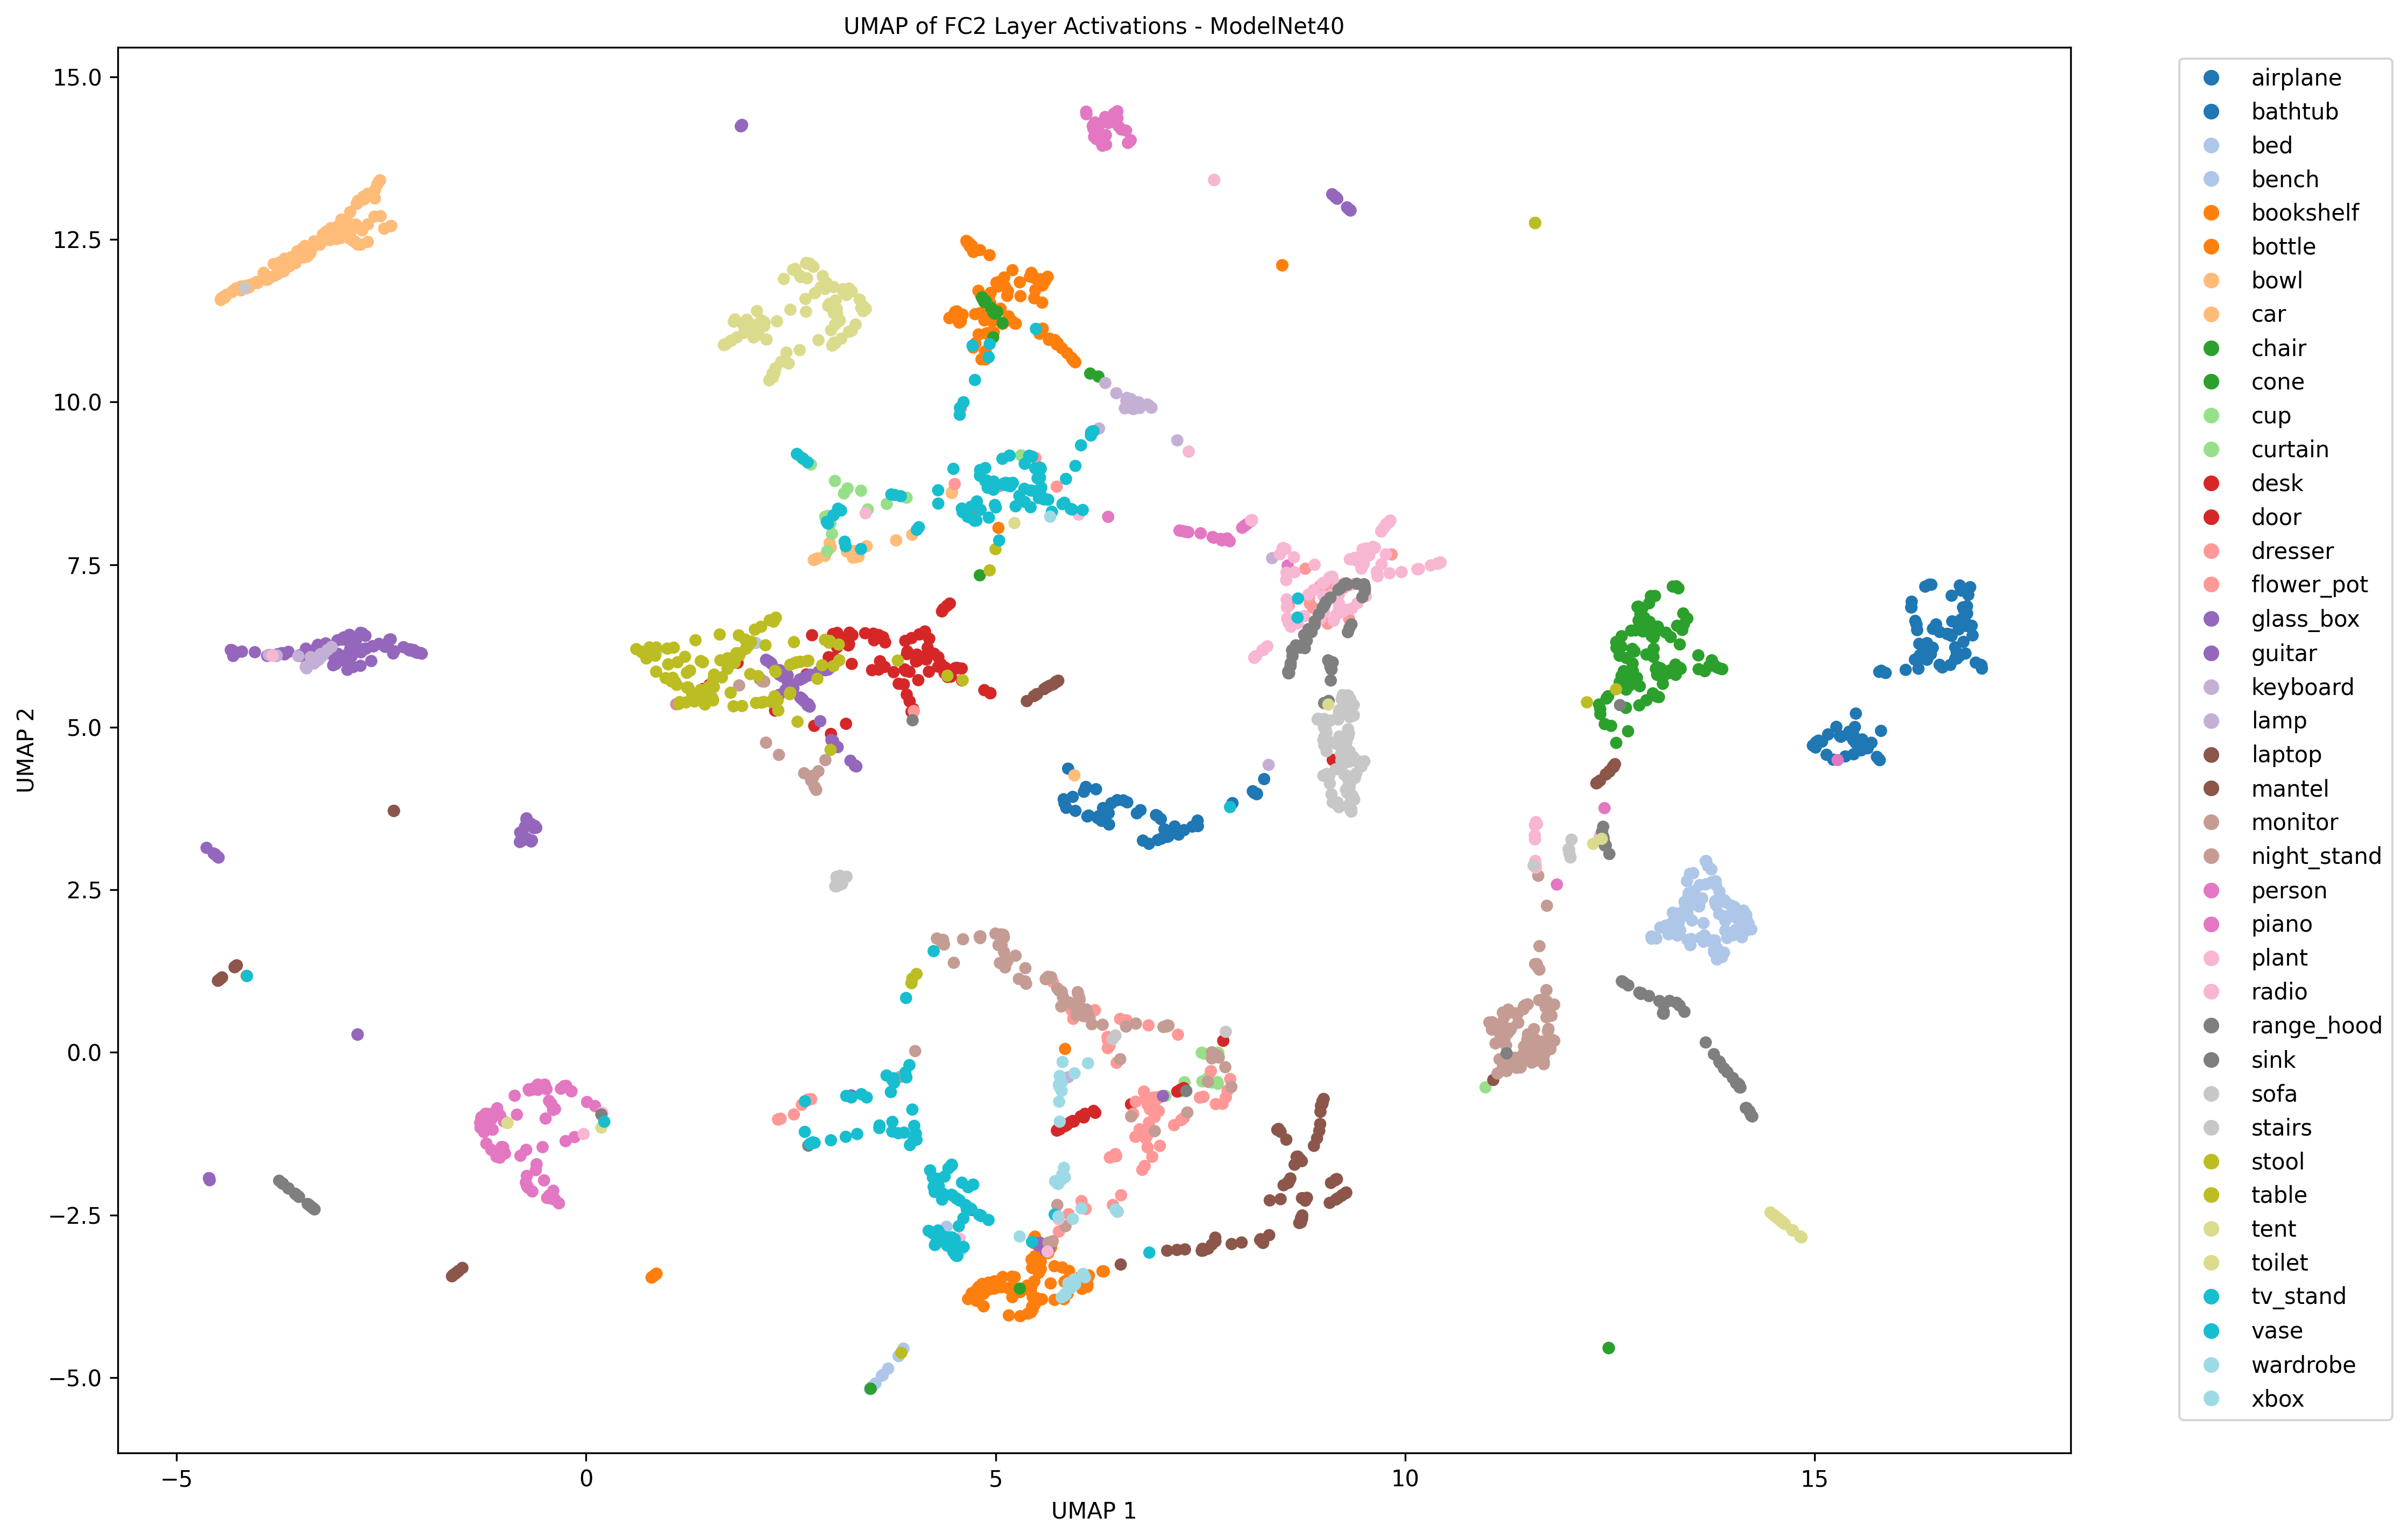 UMAP of FC2 Layer Activations - ModelNet40
15.0
12.5
10.0
7.5
5.0
2.5
0.0
−2.5
−5.0
UMAP 2
−5
0
5
10
15
UMAP 1
airplane
bathtub
bed
bench
bookshelf
bottle
bowl
car
chair
cone
cup
curtain
desk
door
dresser
flower_pot
glass_box
guitar
keyboard
lamp
laptop
mantel
monitor
night_stand
person
piano
plant
radio
range_hood
sink
sofa
stairs
stool
table
tent
toilet
tv_stand
vase
wardrobe
xbox